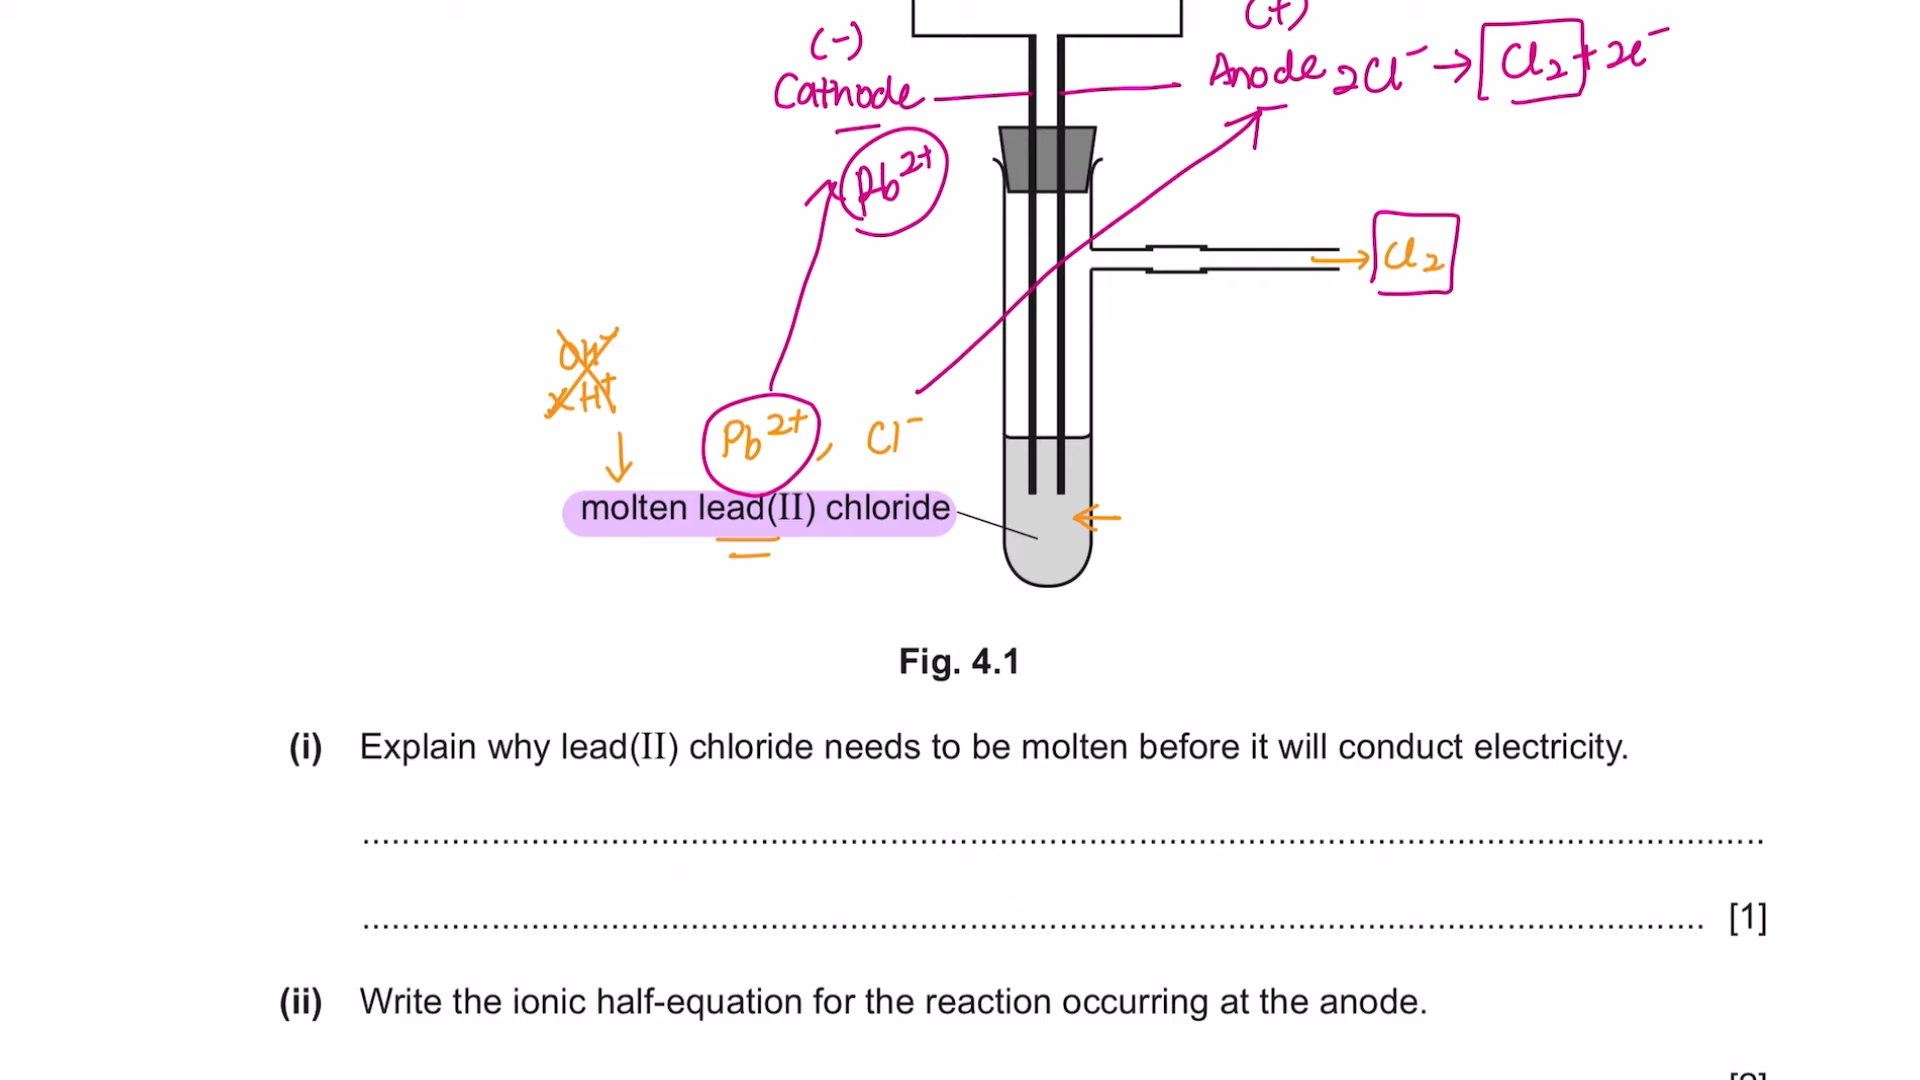 (+)
(-)
Cathode
Anode 2Cl⁻ → Cl₂ + 2e⁻
Pb²⁺
Cl₂
OH⁻
H⁺
Pb²⁺, Cl⁻
molten lead(II) chloride
Fig. 4.1
(i) Explain why lead(II) chloride needs to be molten before it will conduct electricity.
[1]
(ii) Write the ionic half-equation for the reaction occurring at the anode.